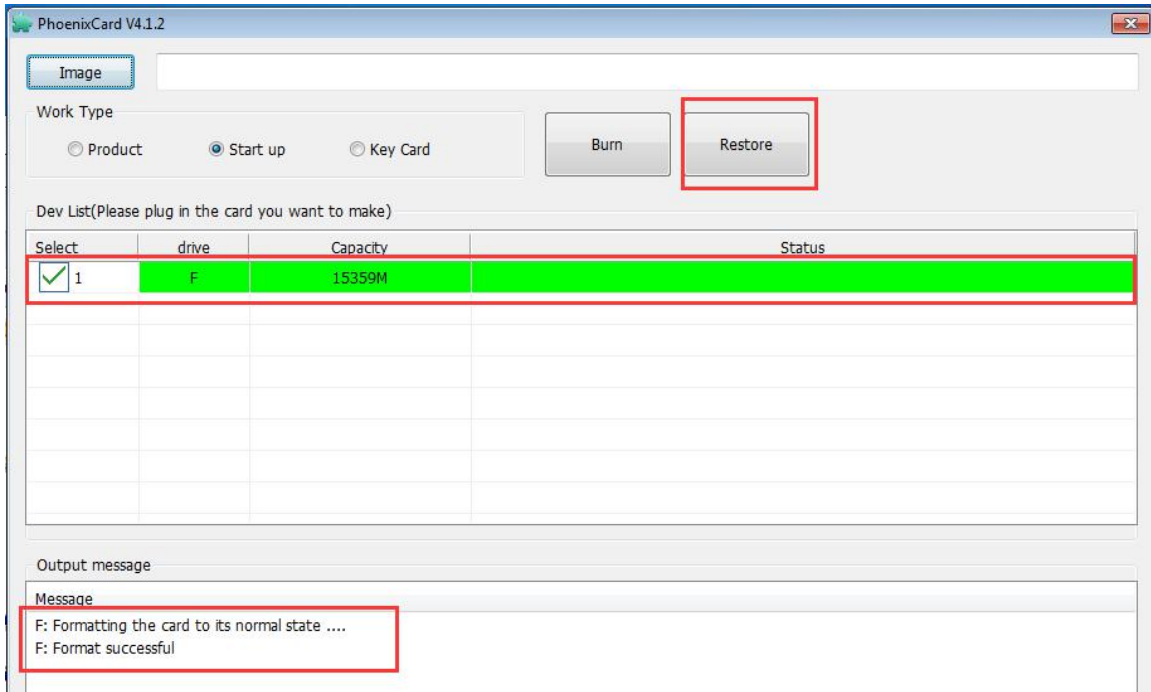 PhoenixCard V4.1.2
Image
Work Type
Product Start up Key Card
Burn Restore
Dev List(Please plug in the card you want to make)
Select drive Capacity Status
1 F 15359M
Output message
Message
F: Formatting the card to its normal state ....
F: Format successful